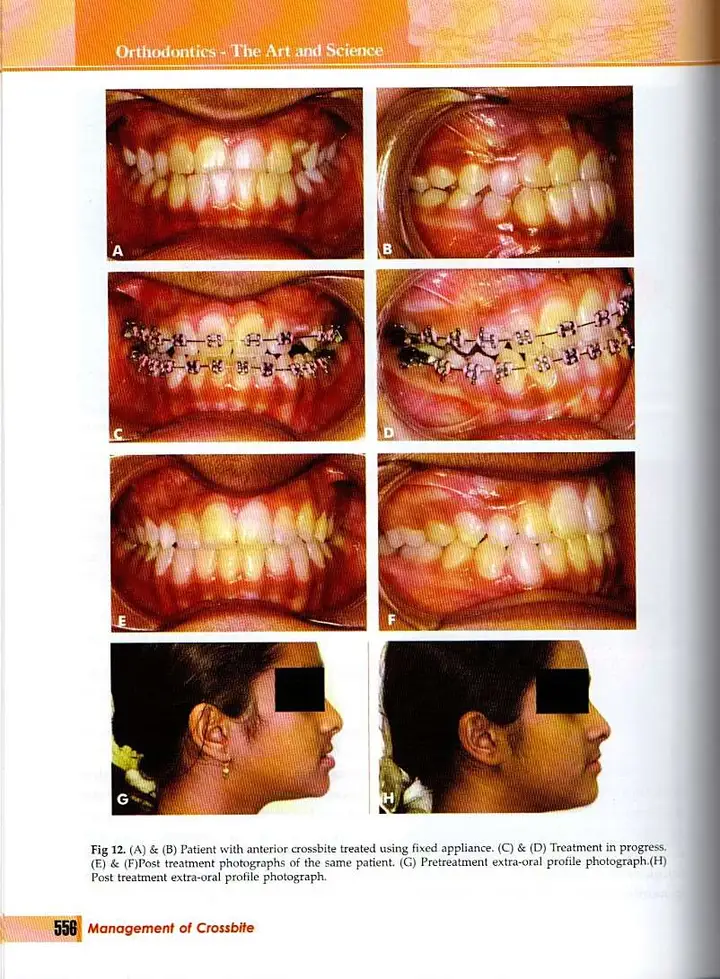 Orthodontics - The Art and Science
A
B
C
D
E
F
G
H
Fig 12. (A) & (B) Patient with anterior crossbite treated using fixed appliance. (C) & (D) Treatment in progress.
(E) & (F)Post treatment photographs of the same patient. (G) Pretreatment extra-oral profile photograph.(H)
Post treatment extra-oral profile photograph.
556 Management of Crossbite